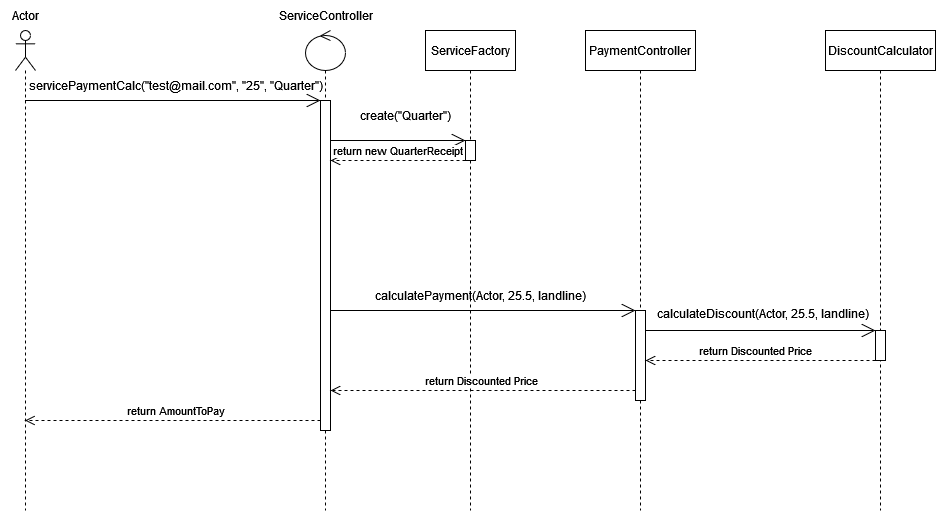 Actor
ServiceController
ServiceFactory
PaymentController
DiscountCalculator
servicePaymentCalc("test@mail.com", "25", "Quarter")
create("Quarter")
return new QuarterReceipt
calculatePayment(Actor, 25.5, landline)
calculateDiscount(Actor, 25.5, landline)
return Discounted Price
return Discounted Price
return AmountToPay